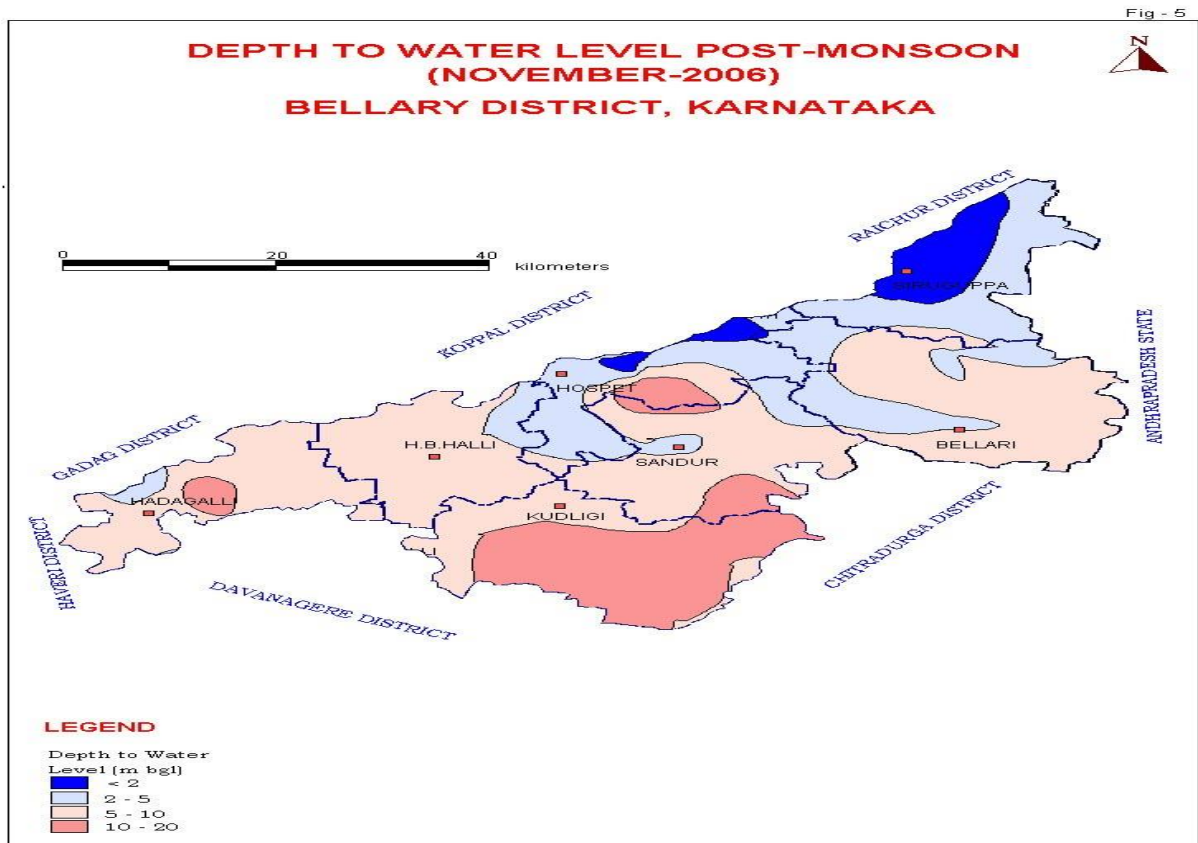 Fig - 5
DEPTH TO WATER LEVEL POST-MONSOON
(NOVEMBER-2006)
BELLARY DISTRICT, KARNATAKA
N
RAICHUR DISTRICT
0 20 40
kilometers
SIRUGUPPA
KOPPAL DISTRICT
ANDHRAPRADESH STATE
HOSPET
GADAG DISTRICT
H.B.HALLI
SANDUR
BELLARI
HADAGALLI
KUDLIGI
CHITRADURGA DISTRICT
HAVERI DISTRICT
DAVANAGERE DISTRICT
LEGEND
Depth to Water
Level (m bgl)
< 2
2 - 5
5 - 10
10 - 20